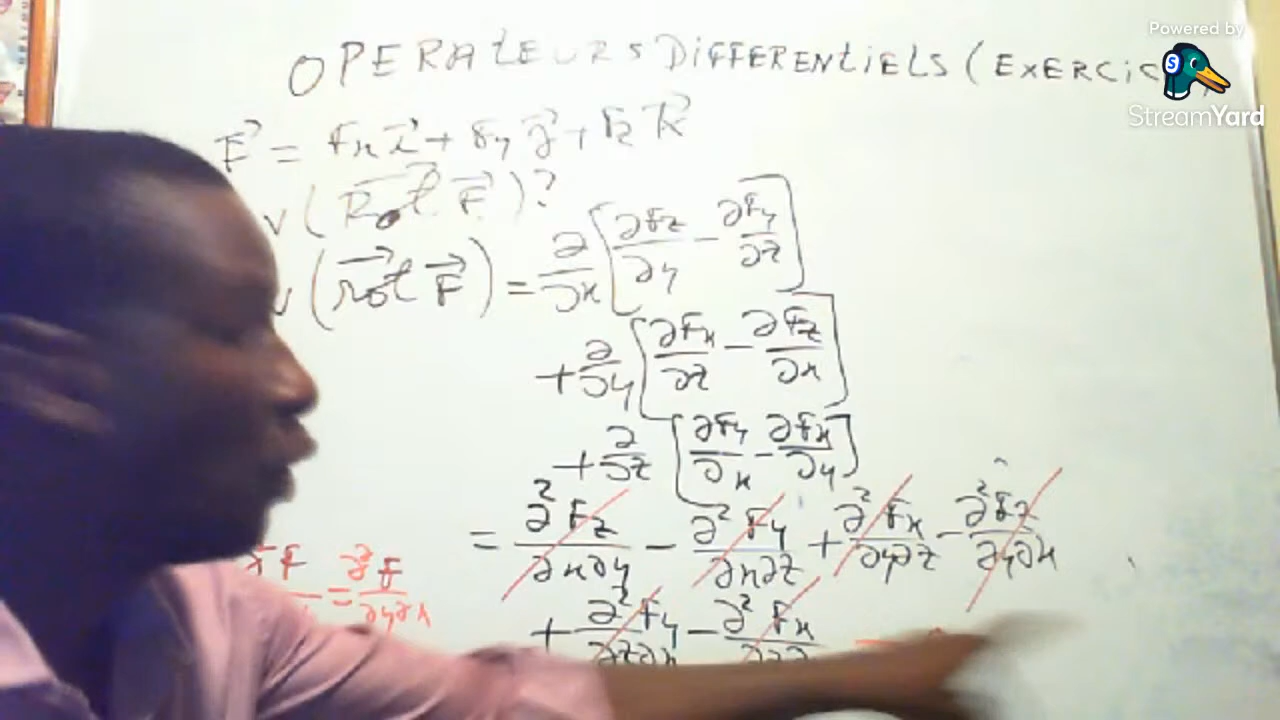 Powered by
StreamYard
OPERATEURS DIFFERENTIELS (EXERCIC
F⃗ = Fx i⃗ + Fy j⃗ + Fz k⃗
v (Rot F⃗)?
v (rot F⃗) = ∂/∂x [∂Fz/∂y − ∂Fy/∂z]
+ ∂/∂y [∂Fx/∂z − ∂Fz/∂x]
+ ∂/∂z [∂Fy/∂x − ∂Fx/∂y]
= ∂²Fz/∂x∂y − ∂²Fy/∂x∂z + ∂²Fx/∂y∂z − ∂²Fz/∂y∂x
+ ∂²Fy/∂z∂x − ∂²Fx
F = ∂²F/∂y∂x